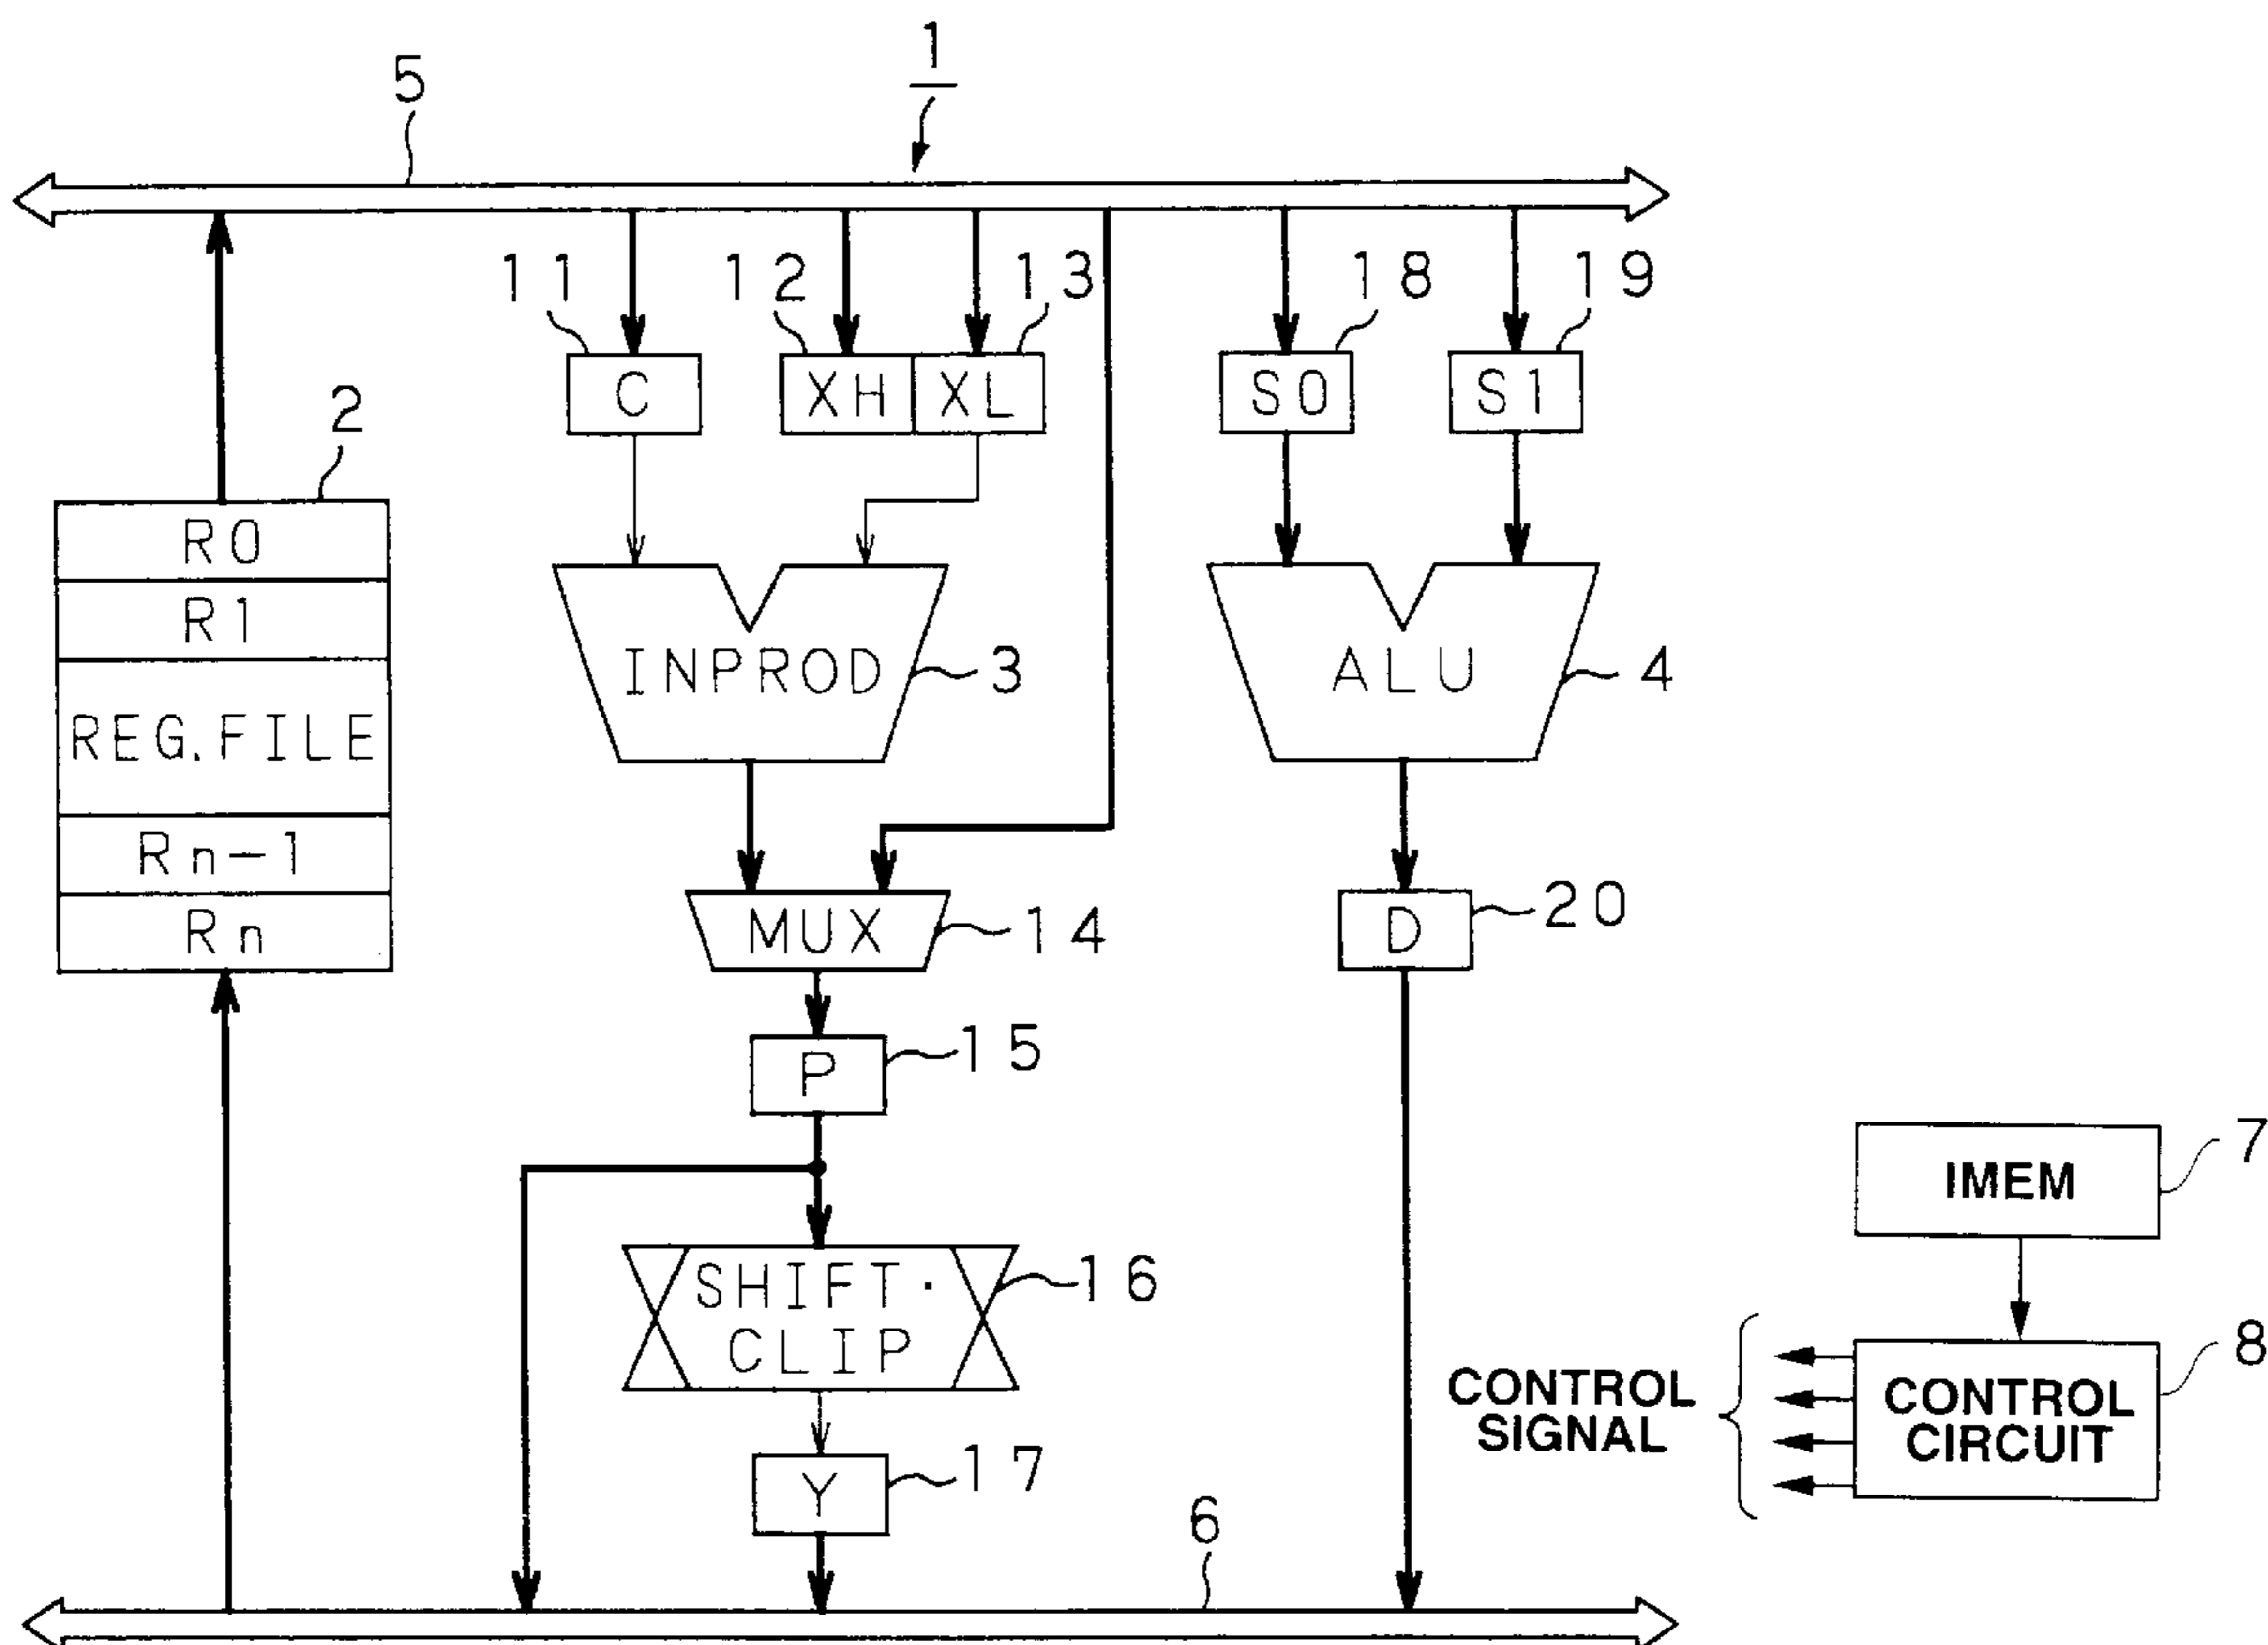 1
5
11
12
13
18
19
C
XH
XL
S0
S1
2
R0
R1
REG.FILE
Rn-1
Rn
INPROD
3
ALU
4
MUX
14
D
20
P
15
SHIFT·
CLIP
16
Y
17
6
IMEM
7
CONTROL
CIRCUIT
8
CONTROL
SIGNAL